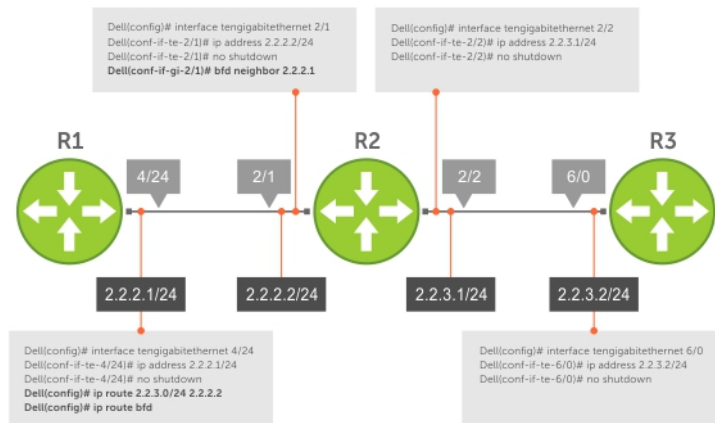 Dell(config)# interface tengigabitethernet 2/1
Dell(conf-if-te-2/1)# ip address 2.2.2.2/24
Dell(conf-if-te-2/1)# no shutdown
Dell(conf-if-gi-2/1)# bfd neighbor 2.2.2.1
Dell(config)# interface tengigabitethernet 2/2
Dell(conf-if-te-2/2)# ip address 2.2.3.1/24
Dell(conf-if-te-2/2)# no shutdown
R1
R2
R3
4/24
2/1
2/2
6/0
2.2.2.1/24
2.2.2.2/24
2.2.3.1/24
2.2.3.2/24
Dell(config)# interface tengigabitethernet 4/24
Dell(conf-if-te-4/24)# ip address 2.2.2.1/24
Dell(conf-if-te-4/24)# no shutdown
Dell(config)# ip route 2.2.3.0/24 2.2.2.2
Dell(config)# ip route bfd
Dell(config)# interface tengigabitethernet 6/0
Dell(conf-if-te-6/0)# ip address 2.2.3.2/24
Dell(conf-if-te-6/0)# no shutdown